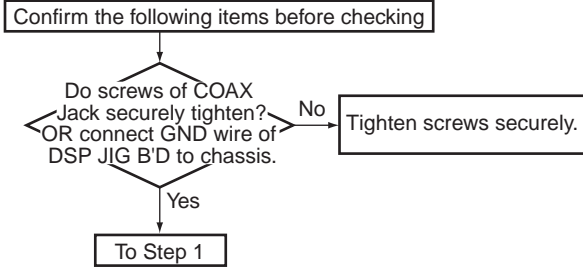 Confirm the following items before checking
Do screws of COAX
Jack securely tighten?
OR connect GND wire of
DSP JIG B'D to chassis.
No
Tighten screws securely.
Yes
To Step 1